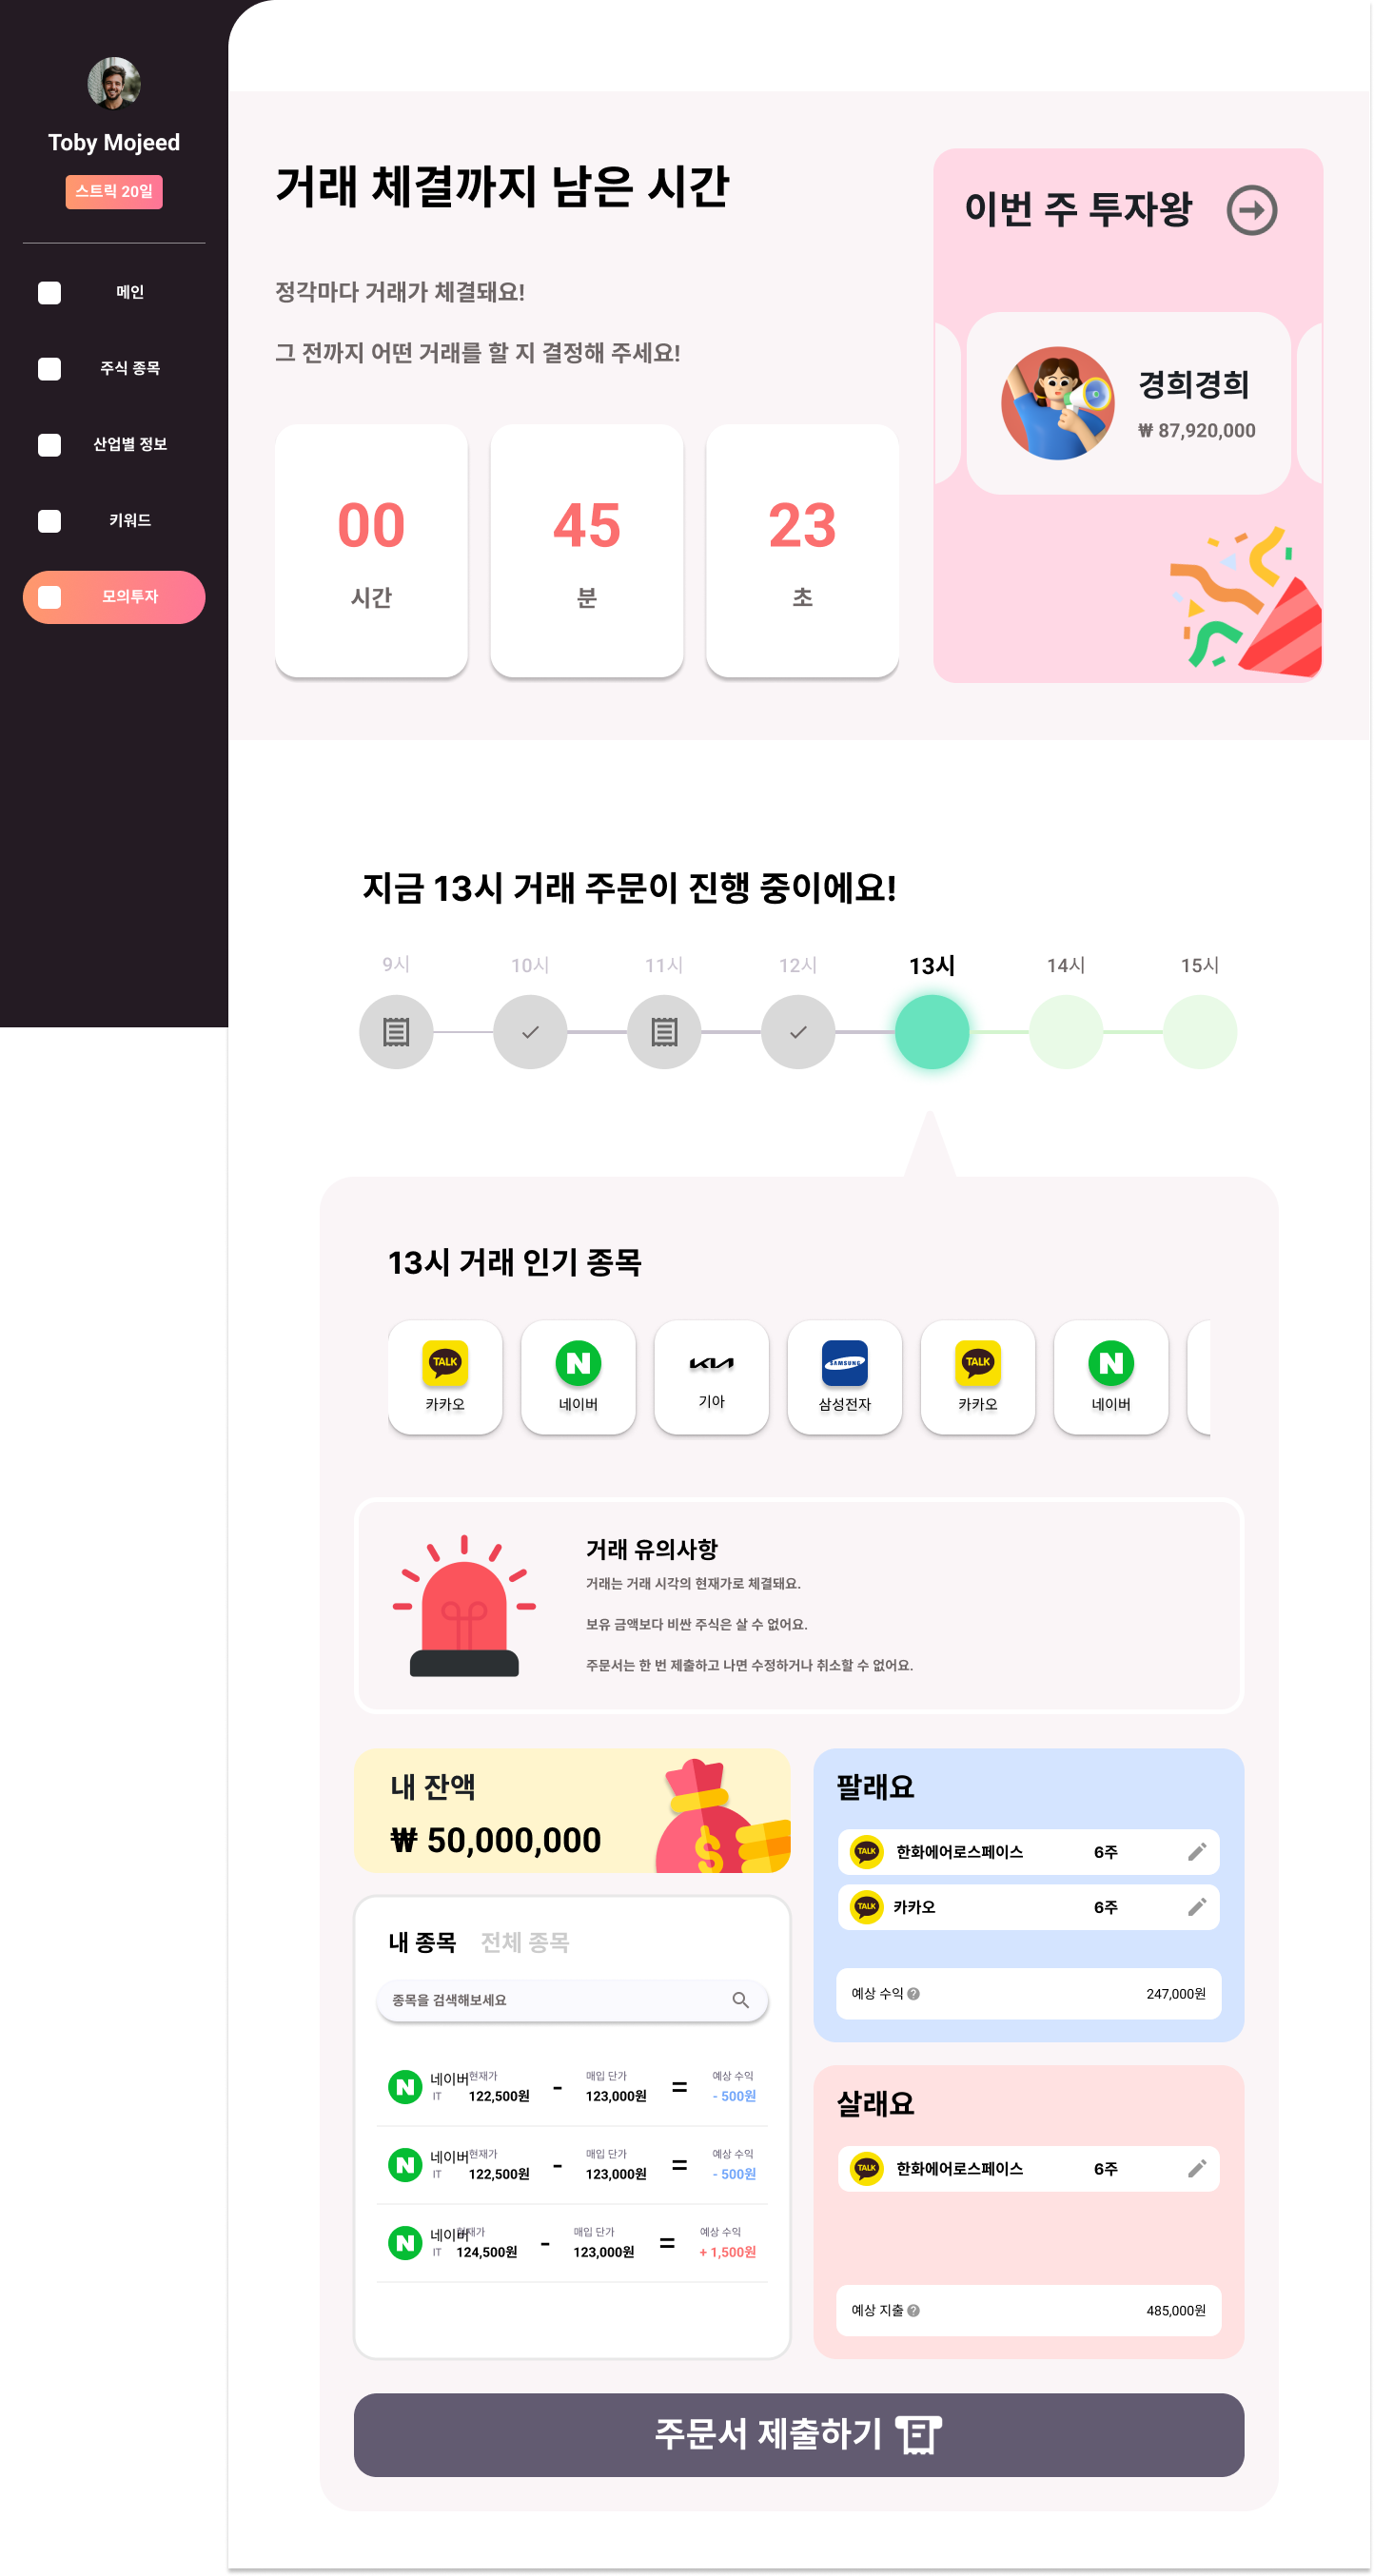 Toby Mojeed
스트릭 20일
메인
주식 종목
산업별 정보
키워드
모의투자
거래 체결까지 남은 시간
정각마다 거래가 체결돼요!
그 전까지 어떤 거래를 할 지 결정해 주세요!
00
시간
45
분
23
초
이번 주 투자왕
경희경희
₩ 87,920,000
지금 13시 거래 주문이 진행 중이에요!
9시
10시
11시
12시
13시
14시
15시
13시 거래 인기 종목
TALK
카카오
N
네이버
KIA
기아
SAMSUNG
삼성전자
TALK
카카오
N
네이버
거래 유의사항
거래는 거래 시각의 현재가로 체결돼요.
보유 금액보다 비싼 주식은 살 수 없어요.
주문서는 한 번 제출하고 나면 수정하거나 취소할 수 없어요.
내 잔액
₩ 50,000,000
내 종목 전체 종목
종목을 검색해보세요
N 네이버 현재가 매입 단가 예상 수익
IT 122,500원 - 123,000원 = - 500원
N 네이버 현재가 매입 단가 예상 수익
IT 122,500원 - 123,000원 = - 500원
N 네이버 현재가 매입 단가 예상 수익
IT 124,500원 - 123,000원 = + 1,500원
팔래요
TALK 한화에어로스페이스 6주
TALK 카카오 6주
예상 수익 ? 247,000원
살래요
TALK 한화에어로스페이스 6주
예상 지출 ? 485,000원
주문서 제출하기